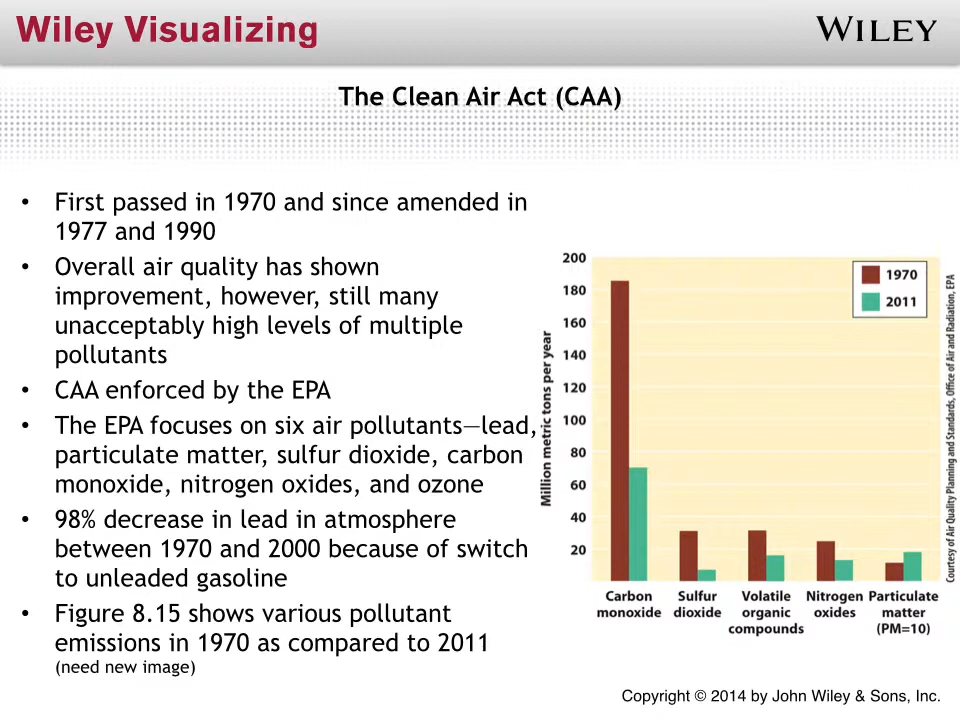 Wiley Visualizing
WILEY
The Clean Air Act (CAA)
• First passed in 1970 and since amended in
1977 and 1990
• Overall air quality has shown
improvement, however, still many
unacceptably high levels of multiple
pollutants
• CAA enforced by the EPA
• The EPA focuses on six air pollutants—lead,
particulate matter, sulfur dioxide, carbon
monoxide, nitrogen oxides, and ozone
• 98% decrease in lead in atmosphere
between 1970 and 2000 because of switch
to unleaded gasoline
• Figure 8.15 shows various pollutant
emissions in 1970 as compared to 2011
(need new image)
Million metric tons per year
200
180
160
140
120
100
80
60
40
20
1970
2011
Carbon
monoxide
Sulfur
dioxide
Volatile
organic
compounds
Nitrogen
oxides
Particulate
matter
(PM=10)
Courtesy of Air Quality Planning and Standards, Office of Air and Radiation, EPA
Copyright © 2014 by John Wiley & Sons, Inc.